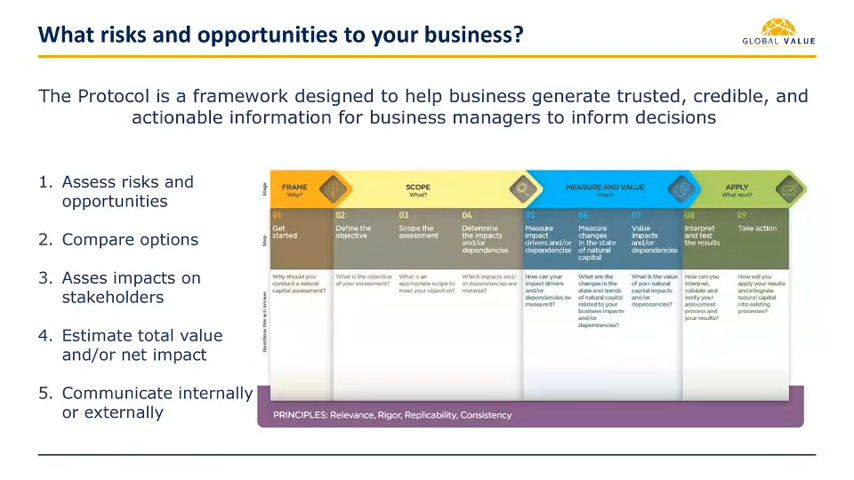 What risks and opportunities to your business?
GLOBAL VALUE
The Protocol is a framework designed to help business generate trusted, credible, and
actionable information for business managers to inform decisions
1. Assess risks and
opportunities
2. Compare options
3. Asses impacts on
stakeholders
4. Estimate total value
and/or net impact
5. Communicate internally
or externally
Stage
FRAME
Why?
SCOPE
What?
MEASURE AND VALUE
How?
APPLY
What next?
Step
01
Get
started
02
Define the
objective
03
Scope the
assessment
04
Determine
the impacts
and/or
dependencies
05
Measure
impact
drivers and/or
dependencies
06
Measure
changes
in the state
of natural
capital
07
Value
impacts
and/or
dependencies
08
Interpret
and test
the results
09
Take action
Questions this will answer
Why should you
conduct a natural
capital assessment?
What is the objective
of your assessment?
What is an
appropriate scope to
meet your objective?
Which impacts and/
or dependencies are
material?
How can your
impact drivers
and/or
dependencies be
measured?
What are the
changes in the
state and trends
of natural capital
related to your
business impacts
and/or
dependencies?
What is the value
of your natural
capital impacts
and/or
dependencies?
How can you
interpret,
validate and
verify your
assessment
process and
your results?
How will you
apply your results
and integrate
natural capital
into existing
processes?
PRINCIPLES: Relevance, Rigor, Replicability, Consistency